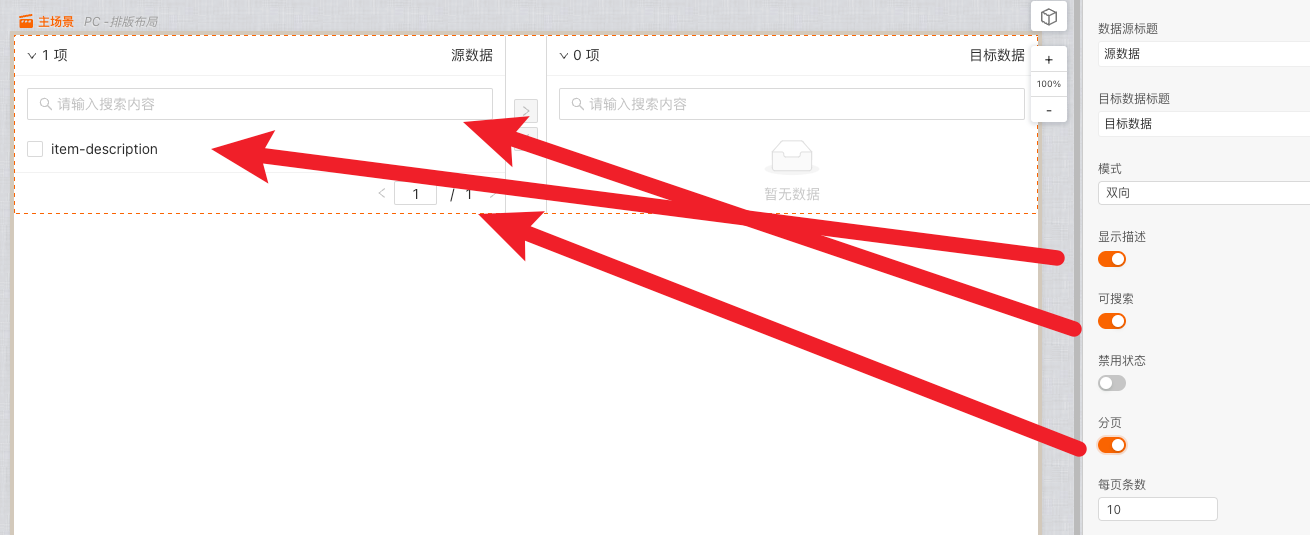 主场景 PC -排版布局
1 项 源数据
0 项 目标数据
请输入搜索内容
请输入搜索内容
>
item-description
暂无数据
< 1 / 1 >
+
100%
-
数据源标题
源数据
目标数据标题
目标数据
模式
双向
显示描述
可搜索
禁用状态
分页
每页条数
10